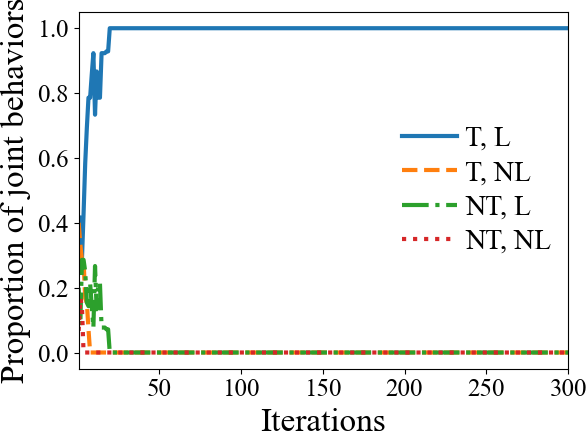 Proportion of joint behaviors
1.0
0.8
0.6
0.4
0.2
0.0
T, L
T, NL
NT, L
NT, NL
50
100
150
200
250
300
Iterations